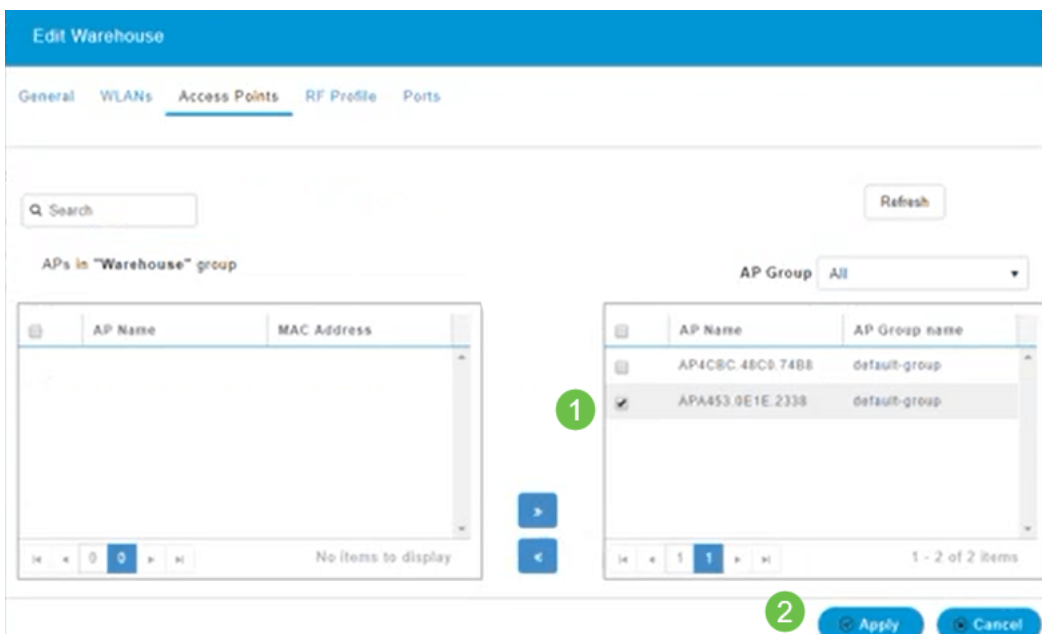 Edit Warehouse
General WLANs Access Points RF Profile Ports
Search Refresh
APs in "Warehouse" group
AP Group All
AP Name MAC Address
AP Name AP Group name
AP4CBC.48C0.74B8 default-group
1 APA453.0E1E.2338 default-group
» 
«
0 0 No items to display
1 1 1 - 2 of 2 items
2 Apply Cancel